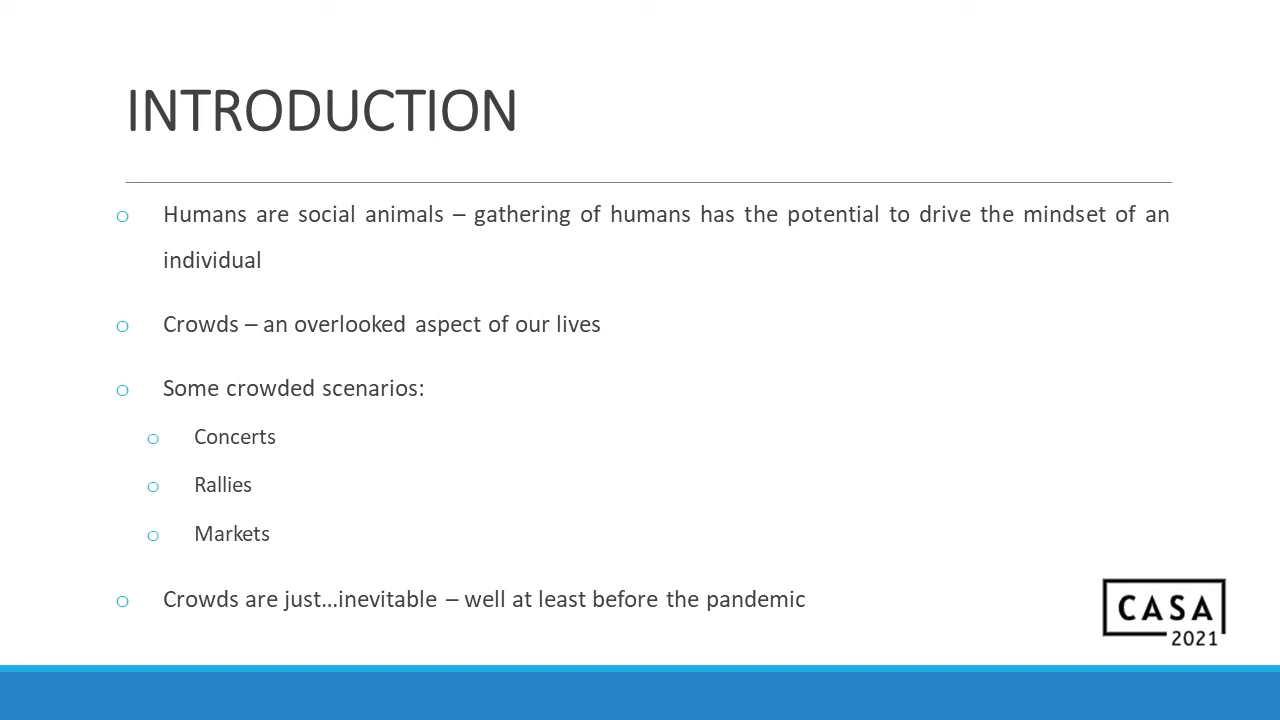 INTRODUCTION
o Humans are social animals – gathering of humans has the potential to drive the mindset of an
individual
o Crowds – an overlooked aspect of our lives
o Some crowded scenarios:
o Concerts
o Rallies
o Markets
o Crowds are just...inevitable – well at least before the pandemic
CASA
2021